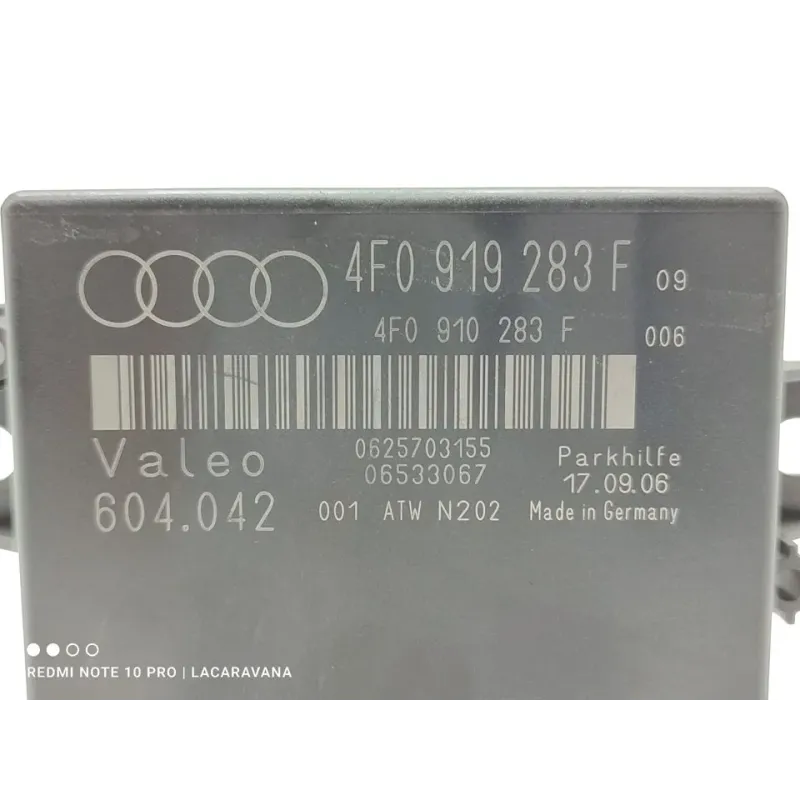 4F0 919 283 F 09
4F0 910 283 F 006
Valeo 0625703155 Parkhilfe
06533067 17.09.06
604.042 001 ATW N202 Made in Germany
REDMI NOTE 10 PRO | LACARAVANA